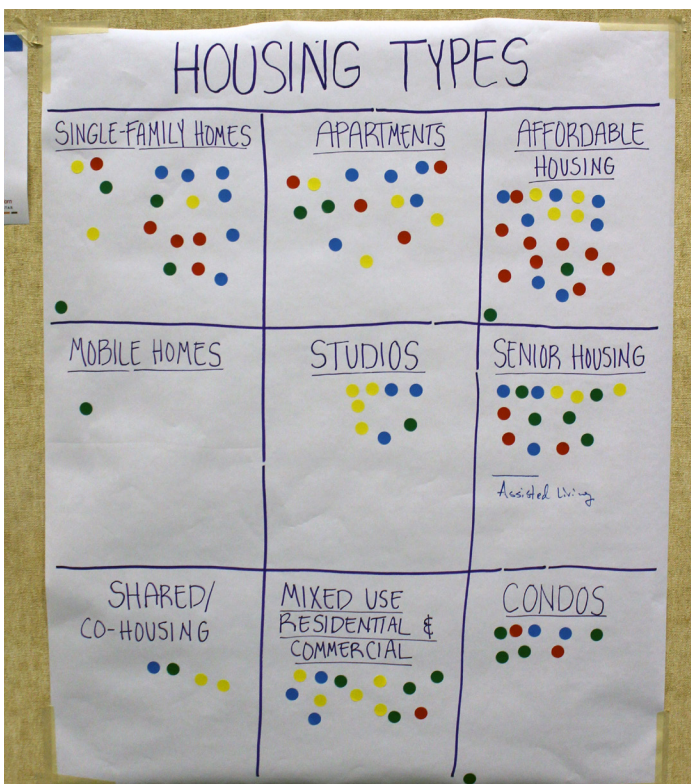 HOUSING TYPES
SINGLE-FAMILY HOMES
APARTMENTS
AFFORDABLE
HOUSING
MOBILE HOMES
STUDIOS
SENIOR HOUSING
Assisted Living
SHARED/
CO-HOUSING
MIXED USE
RESIDENTIAL &
COMMERCIAL
CONDOS